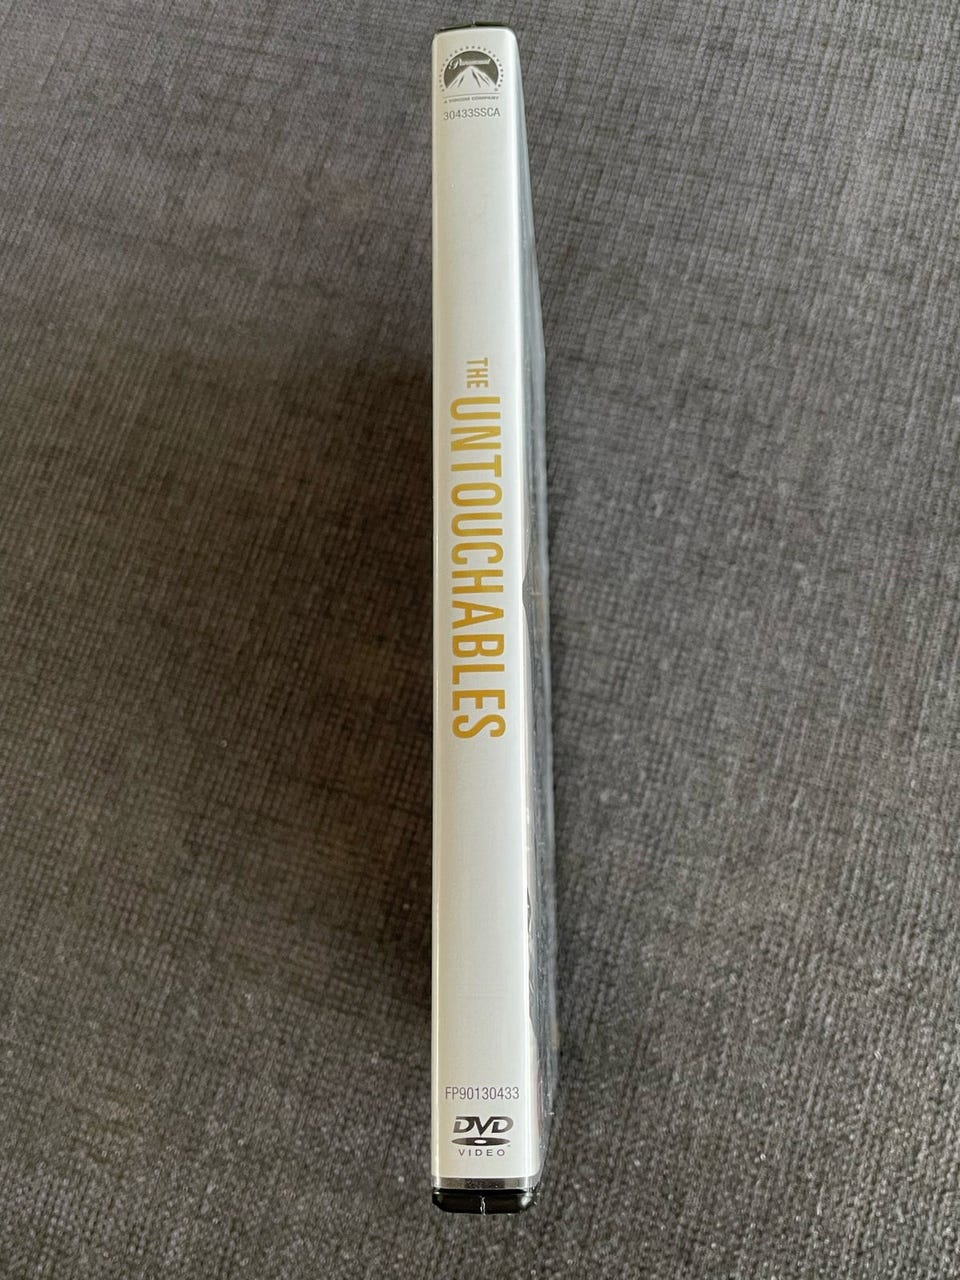 Paramount
A VIACOM COMPANY
30433SSCA
THE UNTOUCHABLES
FP90130433
DVD
VIDEO